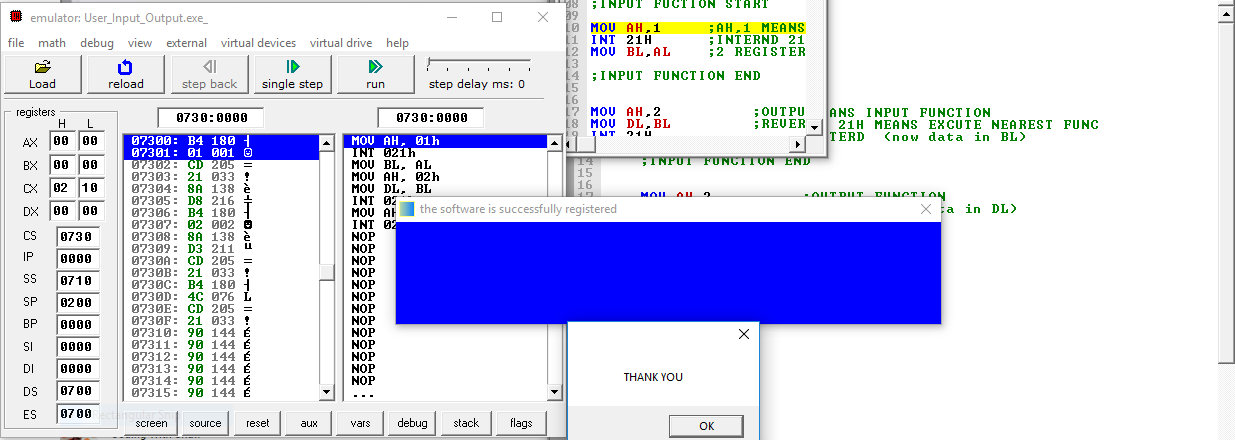 emulator: User_Input_Output.exe_
file math debug view external virtual devices virtual drive help
Load reload step back single step run step delay ms: 0
registers
H L
0730:0000 0730:0000
AX 00 00
BX 00 00
CX 02 10
DX 00 00
CS 0730
IP 0000
SS 0710
SP 0200
BP 0000
SI 0000
DI 0000
DS 0700
ES 0700
07300: B4 180 ┤
07301: 01 001 ☺
07302: CD 205 =
07303: 21 033 !
07304: 8A 138 è
07305: D8 216 ╪
07306: B4 180 ┤
07307: 02 002 ☻
07308: 8A 138 è
07309: D3 211 ╙
0730A: CD 205 =
0730B: 21 033 !
0730C: B4 180 ┤
0730D: 4C 076 L
0730E: CD 205 =
0730F: 21 033 !
07310: 90 144 É
07311: 90 144 É
07312: 90 144 É
07313: 90 144 É
07314: 90 144 É
07315: 90 144 É
MOV AH, 01h
INT 021h
MOV BL, AL
MOV AH, 02h
MOV DL, BL
INT 02
MOV AH
INT 02
NOP
NOP
NOP
NOP
NOP
NOP
NOP
NOP
NOP
NOP
NOP
NOP
NOP
...
screen source reset aux vars debug stack flags
08 ;INPUT FUCTION START
09
10 MOV AH,1 ;AH,1 MEANS
11 INT 21H ;INTERND 21
12 MOV BL,AL ;2 REGISTER
13
14 ;INPUT FUNCTION END
15
16
17 MOV AH,2 ;OUTPU
18 MOV DL,BL ;REVER
19 INT 21H
ANS INPUT FUNCTION
21H MEANS EXCUTE NEAREST FUNC
TERD (now data in BL)
14 ;INPUT FUNCTION END
15
16
MOV AH,2 ;OUTPUT FUNCTION
ta in DL)
the software is successfully registered
THANK YOU
OK